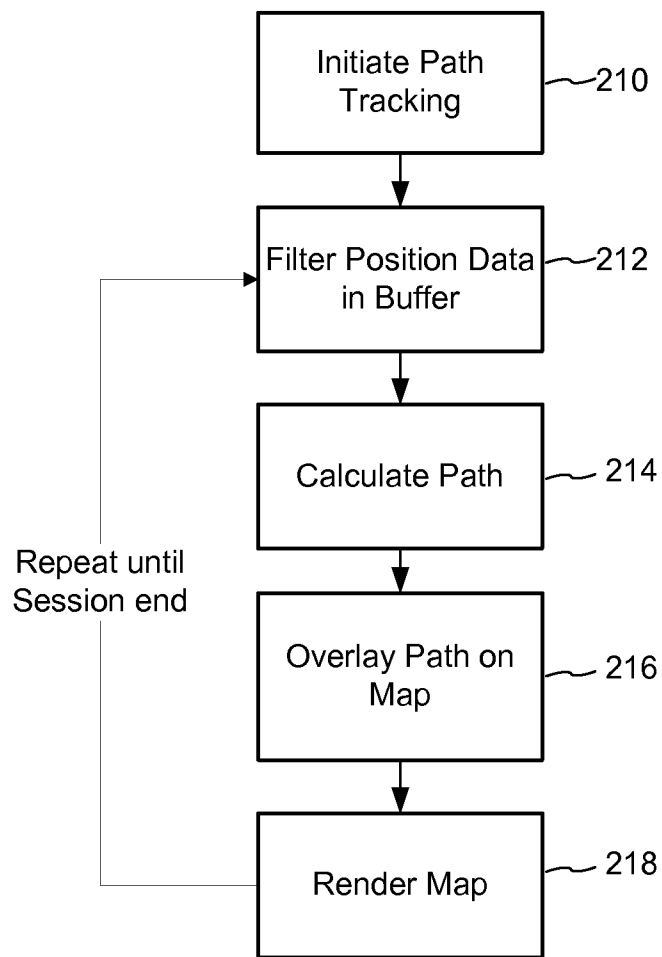 Initiate Path
Tracking
210
Filter Position Data
in Buffer
212
Calculate Path
214
Repeat until
Session end
Overlay Path on
Map
216
Render Map
218